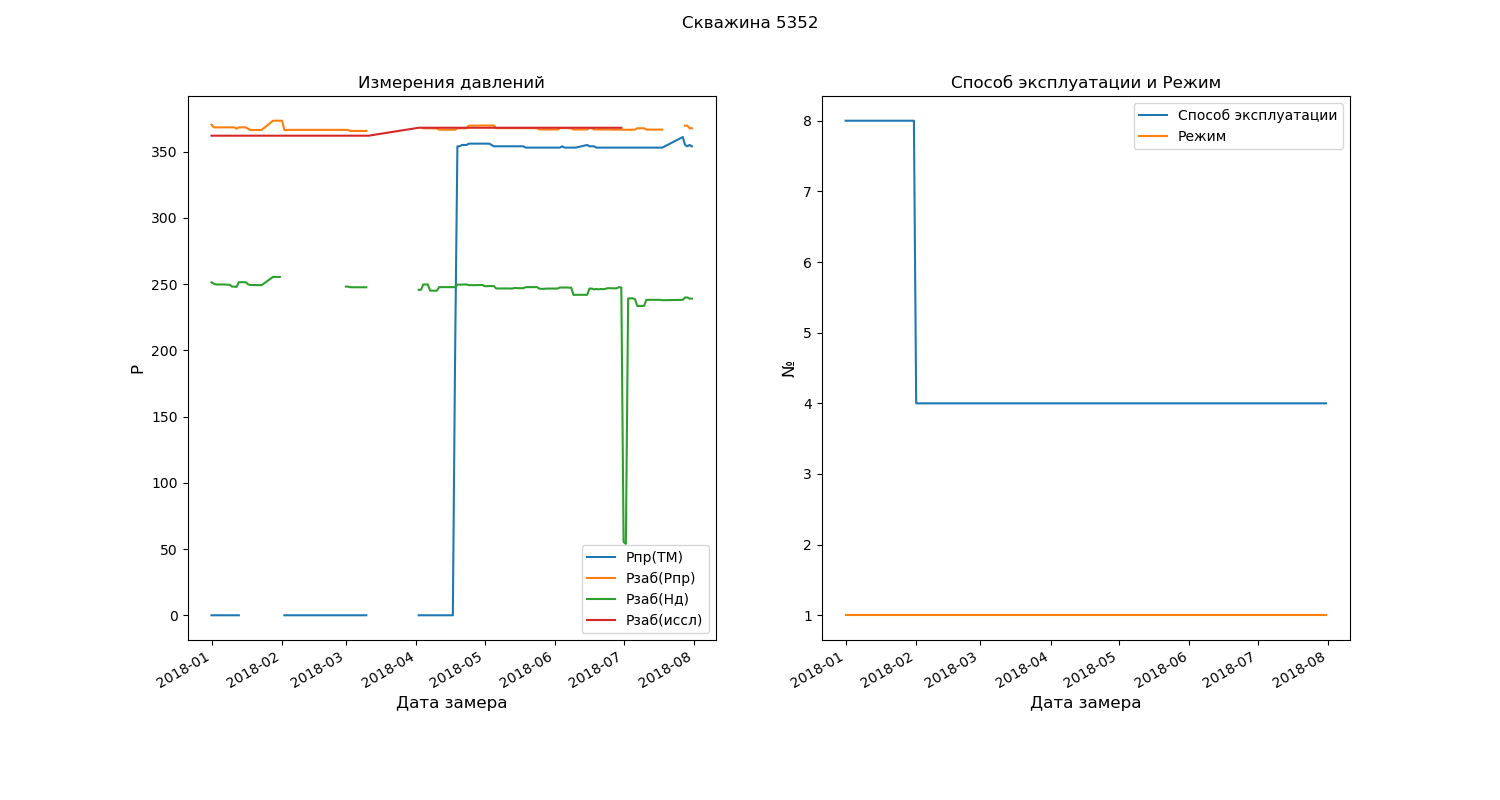 Скважина 5352
Измерения давлений
P
350
300
250
200
150
100
50
0
2018-01
2018-02
2018-03
2018-04
2018-05
2018-06
2018-07
2018-08
Дата замера
Рпр(ТМ)
Рзаб(Рпр)
Рзаб(Нд)
Рзаб(иссл)
Способ эксплуатации и Режим
№
8
7
6
5
4
3
2
1
2018-01
2018-02
2018-03
2018-04
2018-05
2018-06
2018-07
2018-08
Дата замера
Способ эксплуатации
Режим